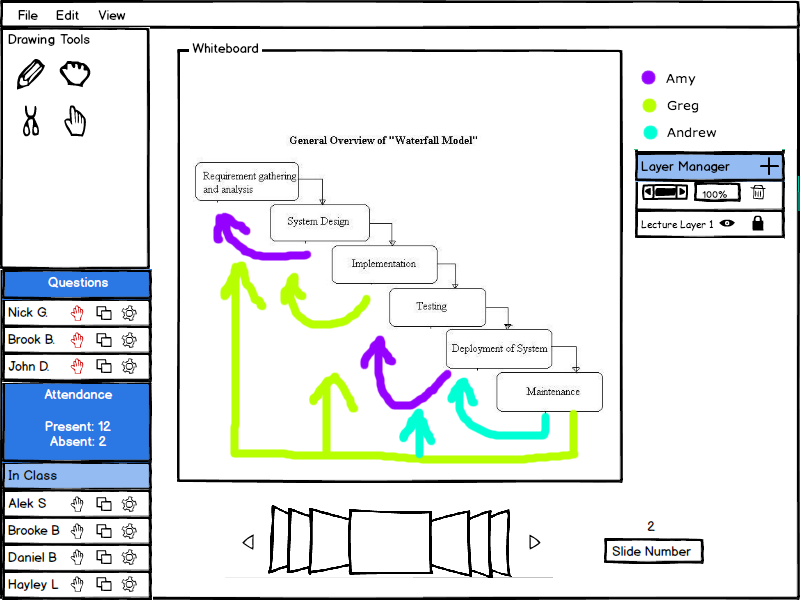 File Edit View
Drawing Tools
Whiteboard
Amy
Greg
Andrew
General Overview of "Waterfall Model"
Requirement gathering
and analysis
System Design
Implementation
Testing
Deployment of System
Maintenance
Layer Manager
100%
Lecture Layer 1
Questions
Nick G.
Brook B.
John D.
Attendance
Present: 12
Absent: 2
In Class
Alek S
Brooke B
Daniel B
Hayley L
2
Slide Number